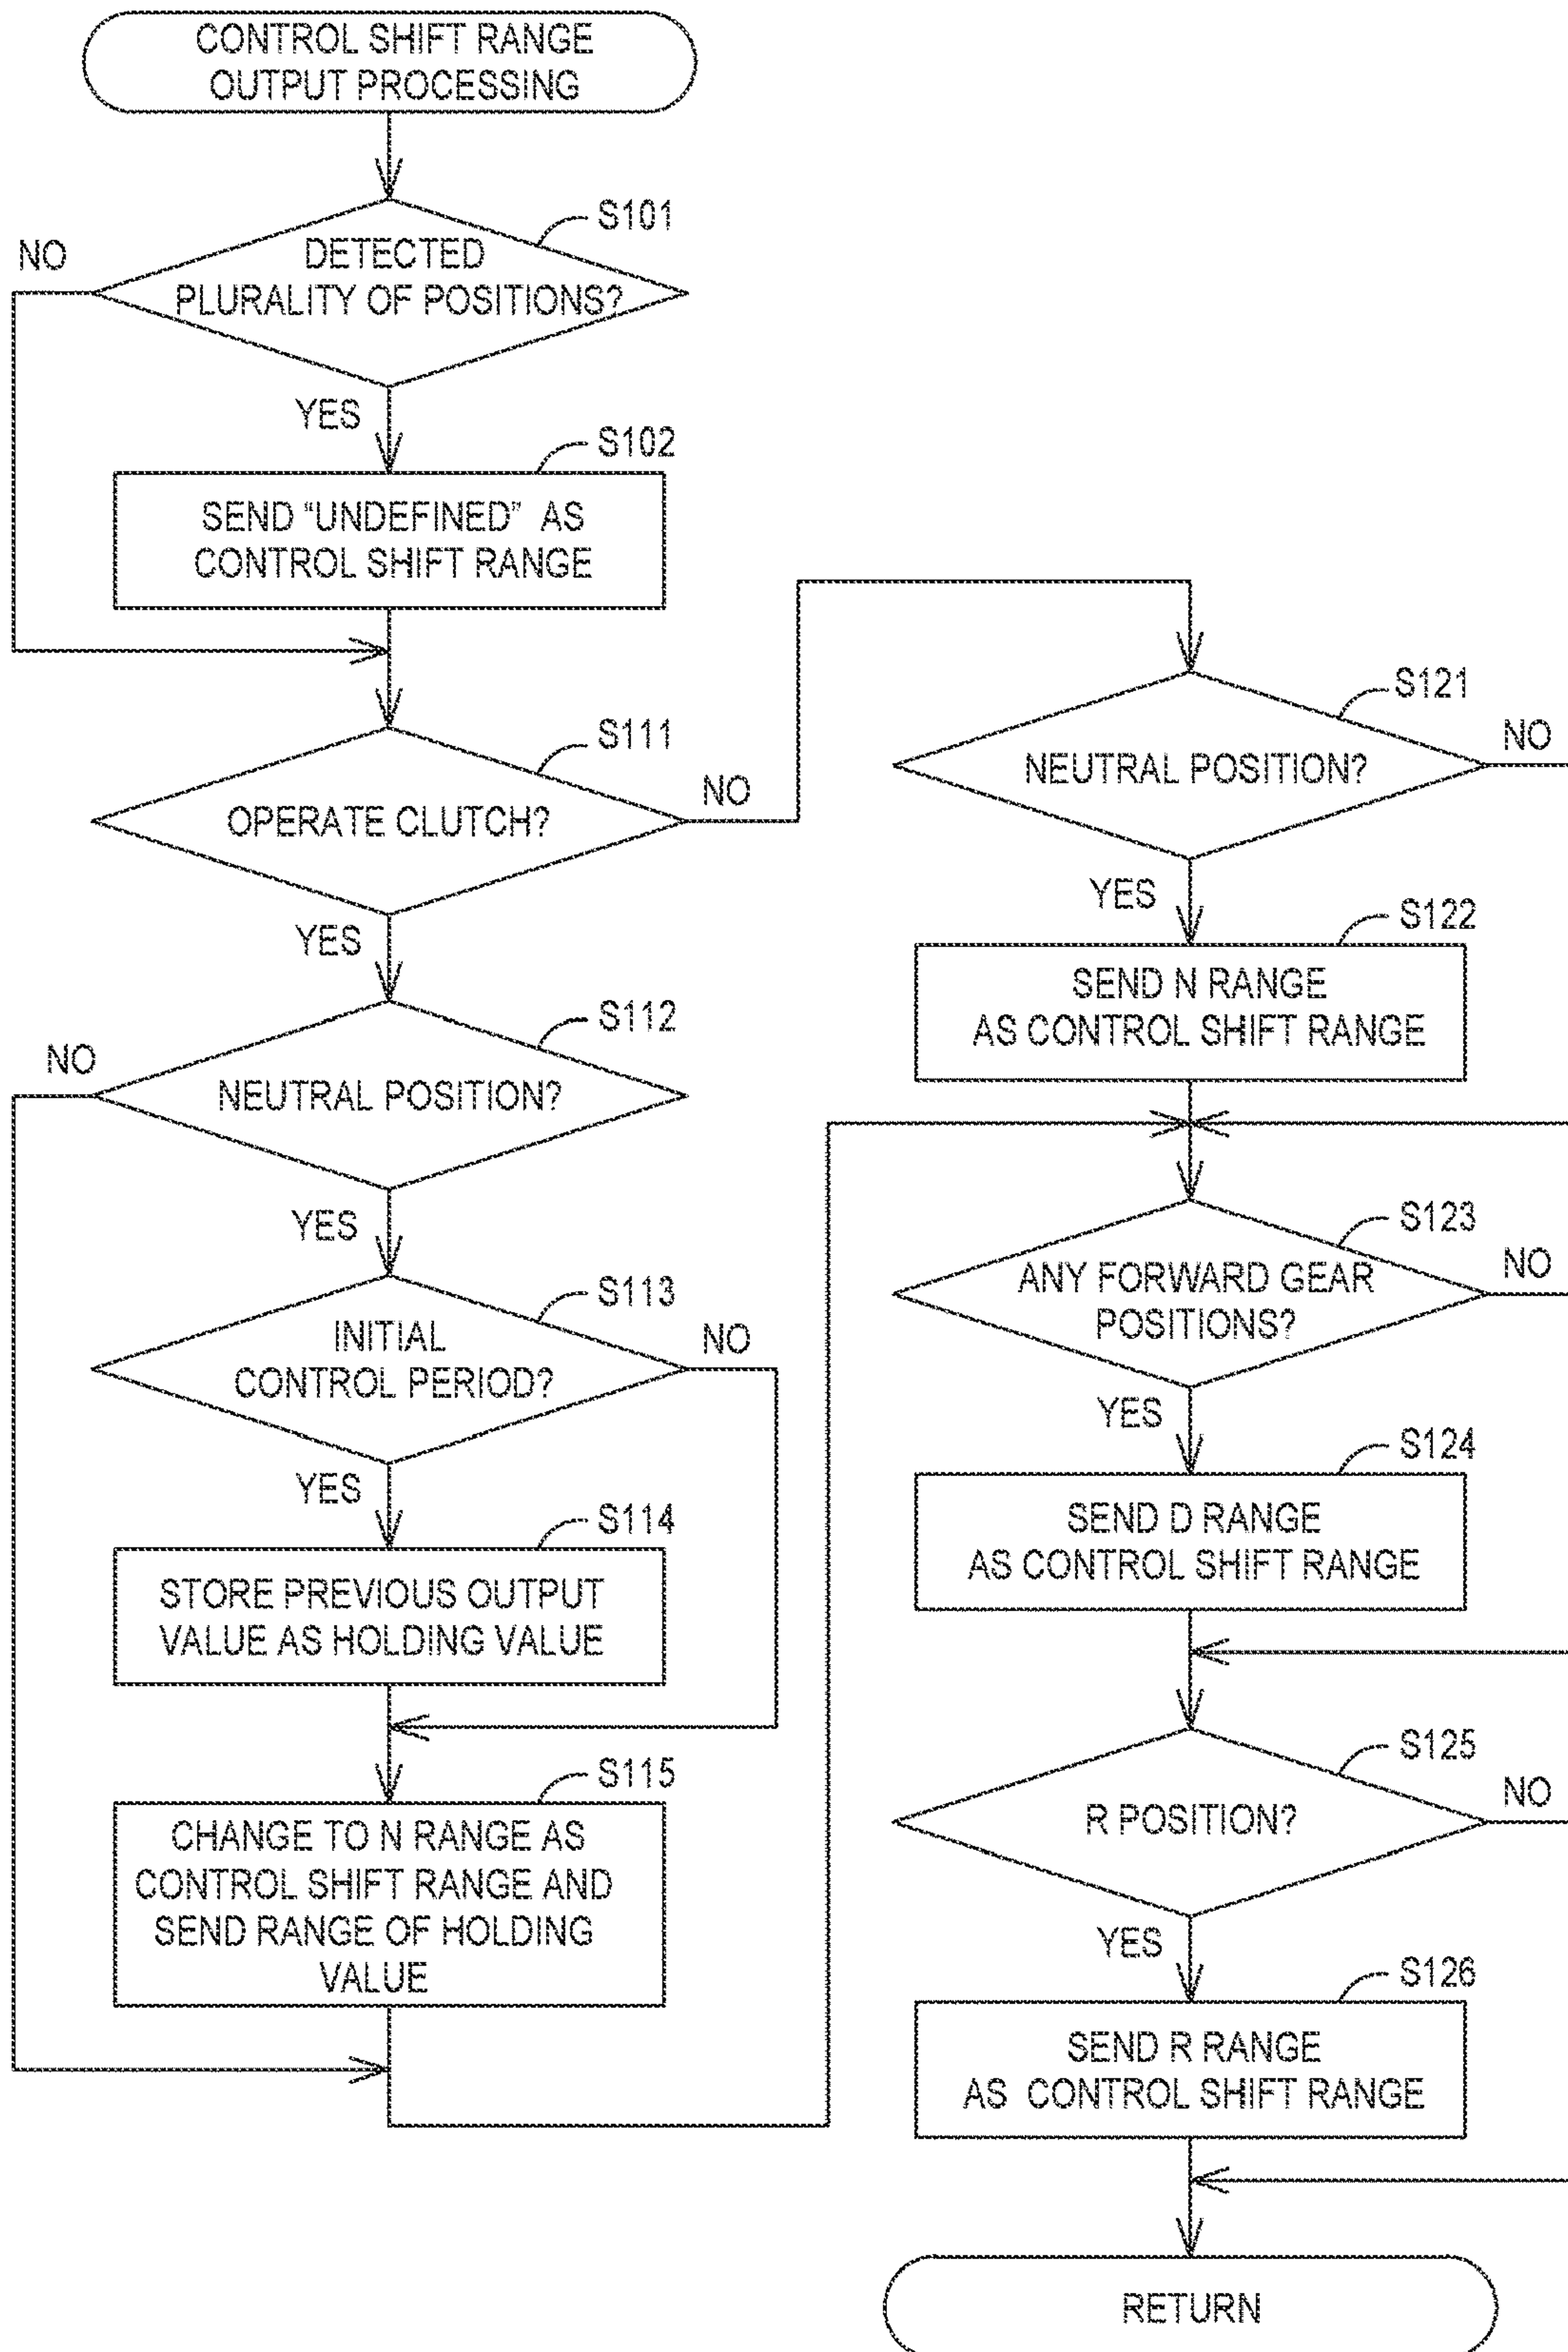 CONTROL SHIFT RANGE
OUTPUT PROCESSING
S101
NO
DETECTED
PLURALITY OF POSITIONS?
YES
S102
SEND “UNDEFINED” AS
CONTROL SHIFT RANGE
S111
OPERATE CLUTCH?
NO
YES
S112
NO
NEUTRAL POSITION?
YES
S113
INITIAL
CONTROL PERIOD?
NO
YES
S114
STORE PREVIOUS OUTPUT
VALUE AS HOLDING VALUE
S115
CHANGE TO N RANGE AS
CONTROL SHIFT RANGE AND
SEND RANGE OF HOLDING
VALUE
S121
NEUTRAL POSITION?
NO
YES
S122
SEND N RANGE
AS CONTROL SHIFT RANGE
S123
ANY FORWARD GEAR
POSITIONS?
NO
YES
S124
SEND D RANGE
AS CONTROL SHIFT RANGE
S125
R POSITION?
NO
YES
S126
SEND R RANGE
AS CONTROL SHIFT RANGE
RETURN